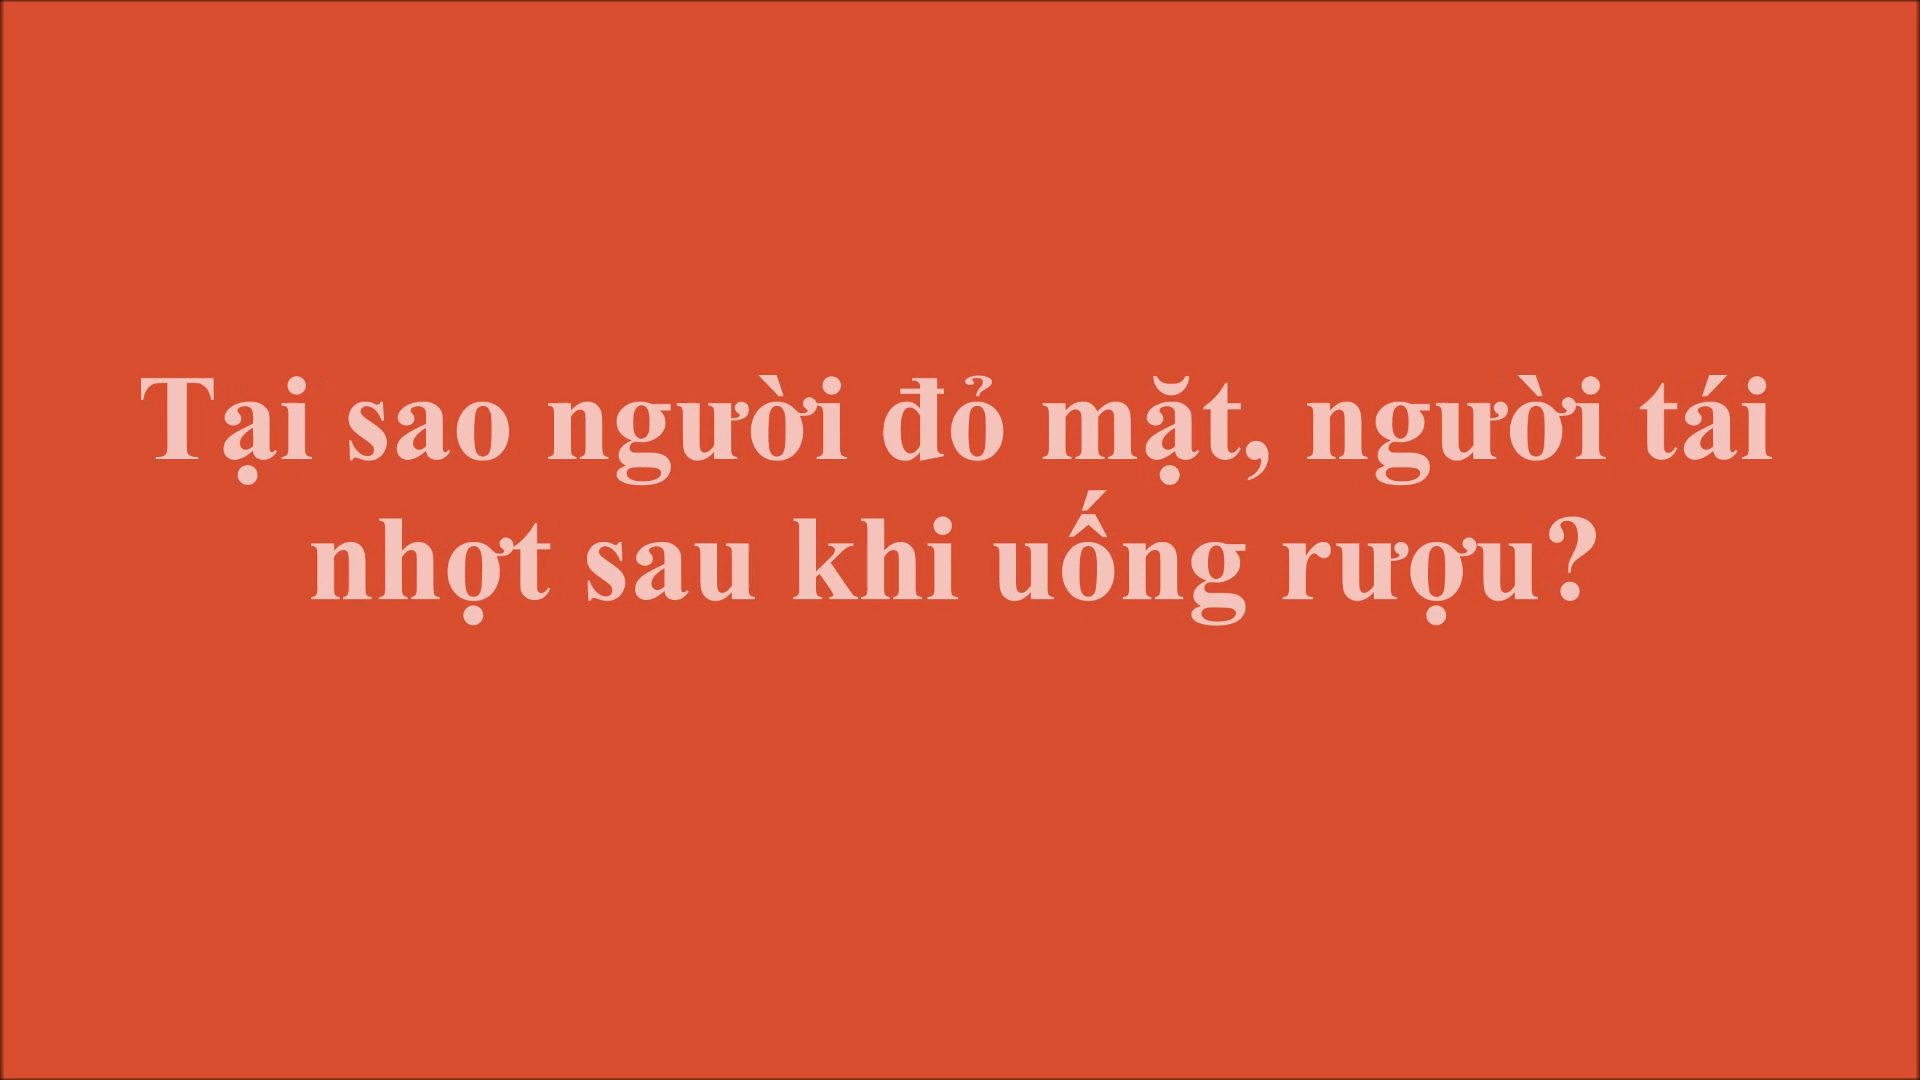 Tại sao người đỏ mặt, người tái
nhợt sau khi uống rượu?